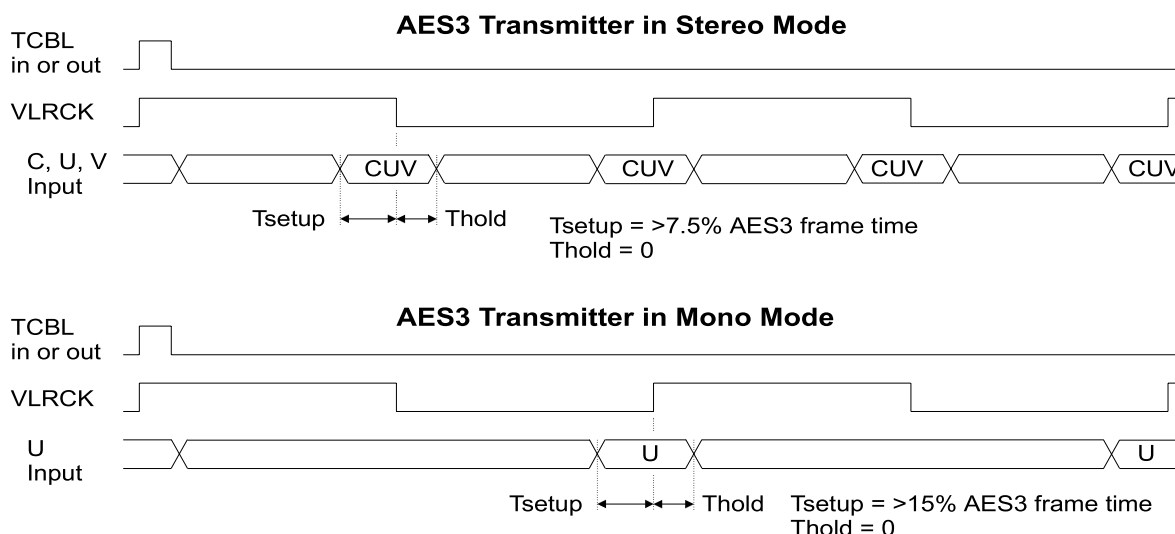 AES3 Transmitter in Stereo Mode
TCBL
in or out
VLRCK
C, U, V
Input
CUV CUV CUV CUV
Tsetup Thold
Tsetup = >7.5% AES3 frame time
Thold = 0
AES3 Transmitter in Mono Mode
TCBL
in or out
VLRCK
U
Input
U U
Tsetup Thold
Tsetup = >15% AES3 frame time
Thold = 0